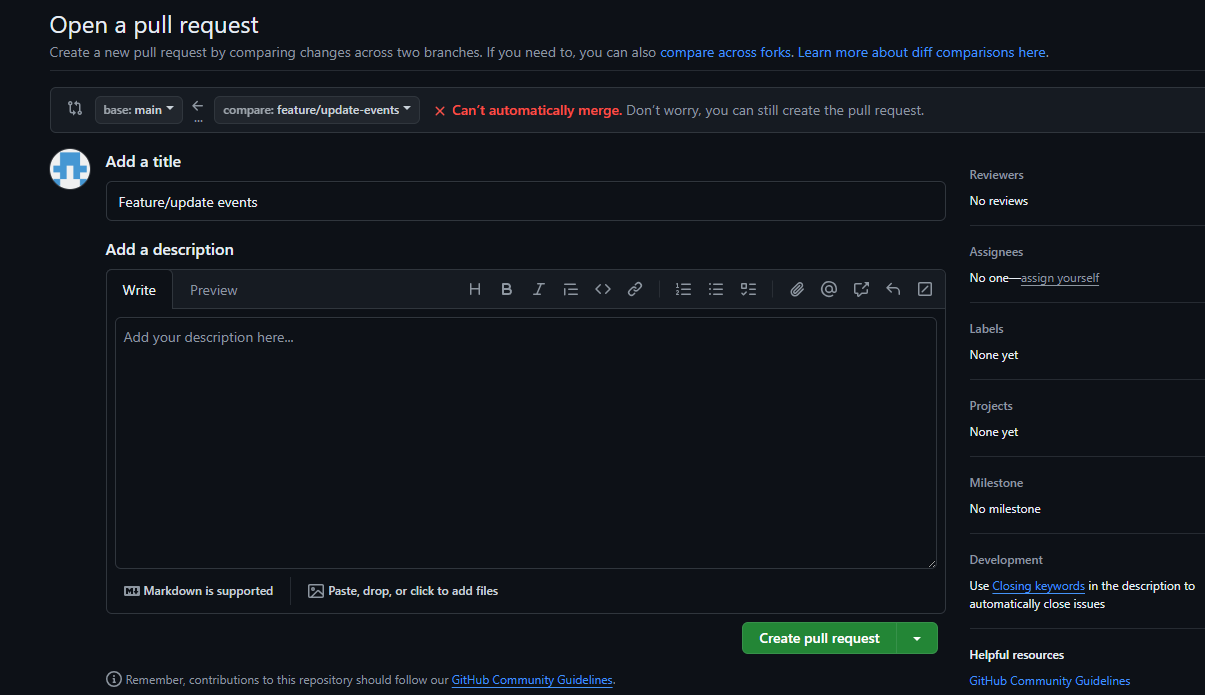 Open a pull request
Create a new pull request by comparing changes across two branches. If you need to, you can also compare across forks. Learn more about diff comparisons here.
base: main
compare: feature/update-events
Can't automatically merge. Don't worry, you can still create the pull request.
Add a title
Feature/update events
Add a description
Write
Preview
Add your description here...
Markdown is supported
Paste, drop, or click to add files
Create pull request
Remember, contributions to this repository should follow our GitHub Community Guidelines.
Reviewers
No reviews
Assignees
No one—assign yourself
Labels
None yet
Projects
None yet
Milestone
No milestone
Development
Use Closing keywords in the description to
automatically close issues
Helpful resources
GitHub Community Guidelines